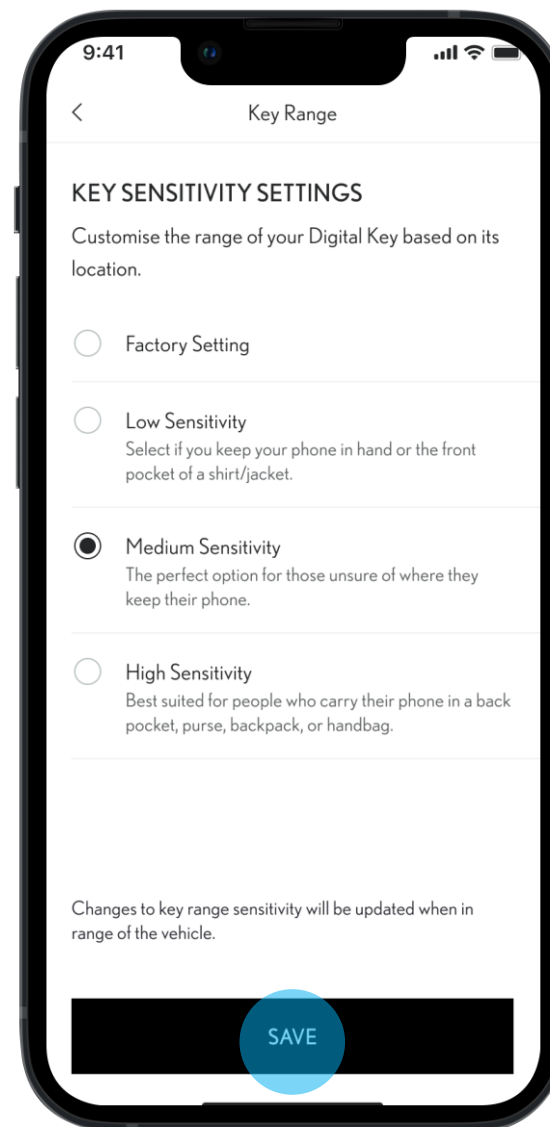 9:41
Key Range
KEY SENSITIVITY SETTINGS
Customise the range of your Digital Key based on its
location.
Factory Setting
Low Sensitivity
Select if you keep your phone in hand or the front
pocket of a shirt/jacket.
Medium Sensitivity
The perfect option for those unsure of where they
keep their phone.
High Sensitivity
Best suited for people who carry their phone in a back
pocket, purse, backpack, or handbag.
Changes to key range sensitivity will be updated when in
range of the vehicle.
SAVE